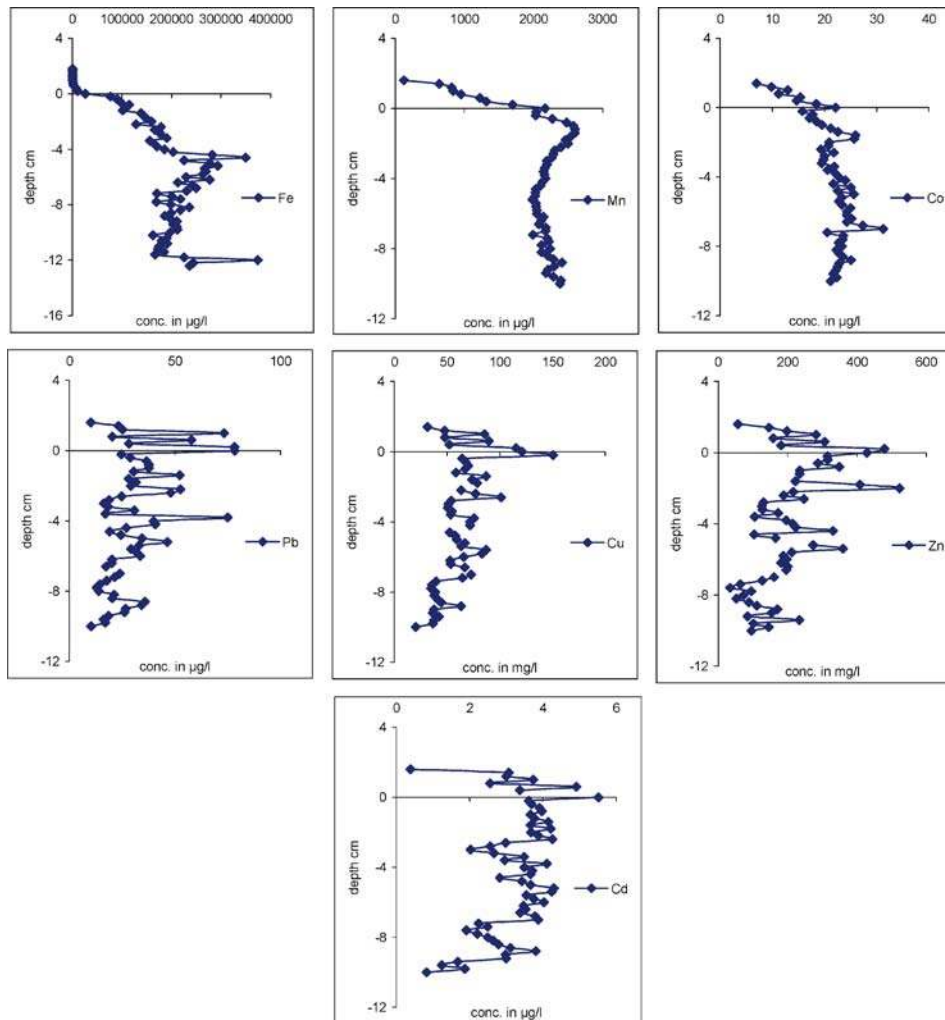 0 100000 200000 300000 400000
4
0
-4
-8
-12
-16
depth cm
Fe
conc. in µg/l
0 1000 2000 3000
4
0
-4
-8
-12
depth cm
Mn
conc. in µg/l
0 10 20 30 40
4
0
-4
-8
-12
depth cm
Co
conc. in µg/l
0 50 100
4
0
-4
-8
-12
depth cm
Pb
conc. in µg/l
0 50 100 150 200
4
0
-4
-8
-12
depth cm
Cu
conc. in mg/l
0 200 400 600
4
0
-4
-8
-12
depth cm
Zn
conc. in mg/l
0 2 4 6
4
0
-4
-8
-12
depth cm
Cd
conc. in µg/l